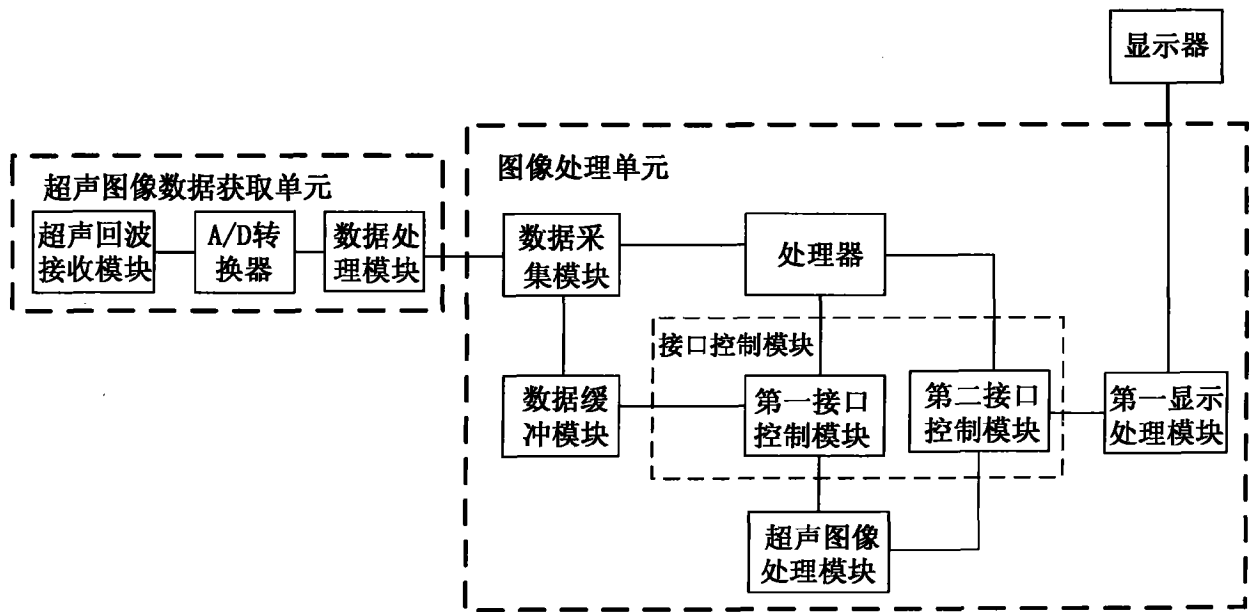 显示器
图像处理单元
超声图像数据获取单元
超声回波
接收模块
A/D转
换器
数据处
理模块
数据采
集模块
处理器
接口控制模块
数据缓
冲模块
第一接口
控制模块
第二接口
控制模块
第一显示
处理模块
超声图像
处理模块